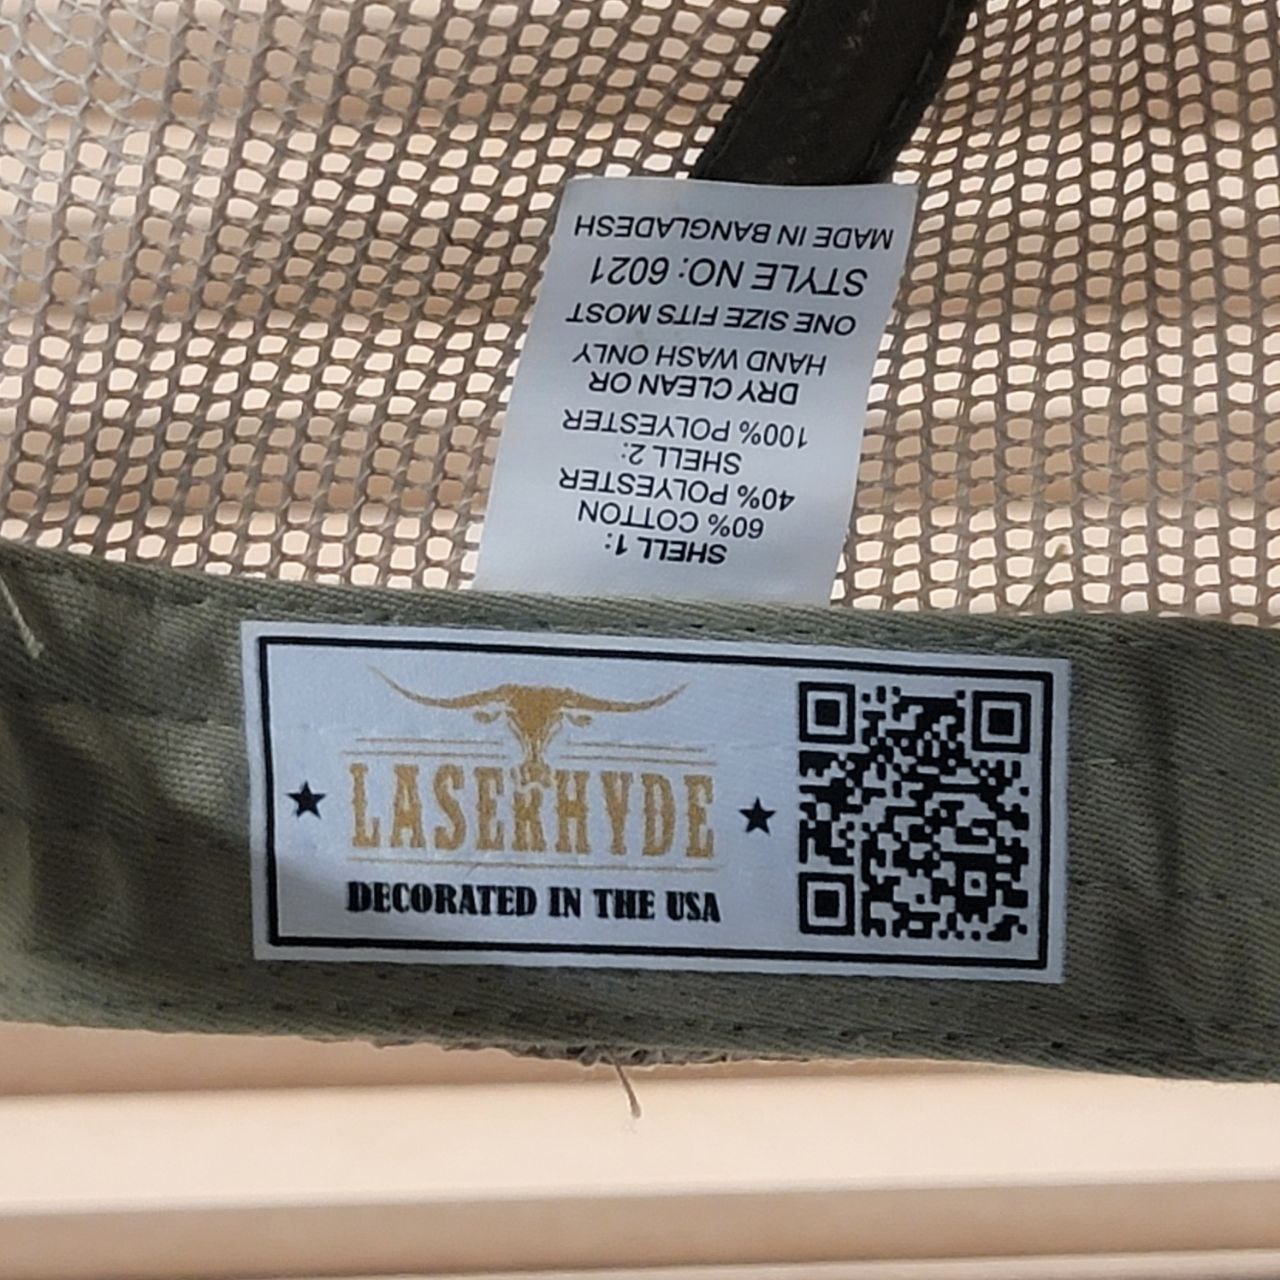 SHELL 1:
60% COTTON
40% POLYESTER
SHELL 2:
100% POLYESTER
DRY CLEAN OR
HAND WASH ONLY
ONE SIZE FITS MOST
STYLE NO: 6021
MADE IN BANGLADESH
LASERHYDE
DECORATED IN THE USA